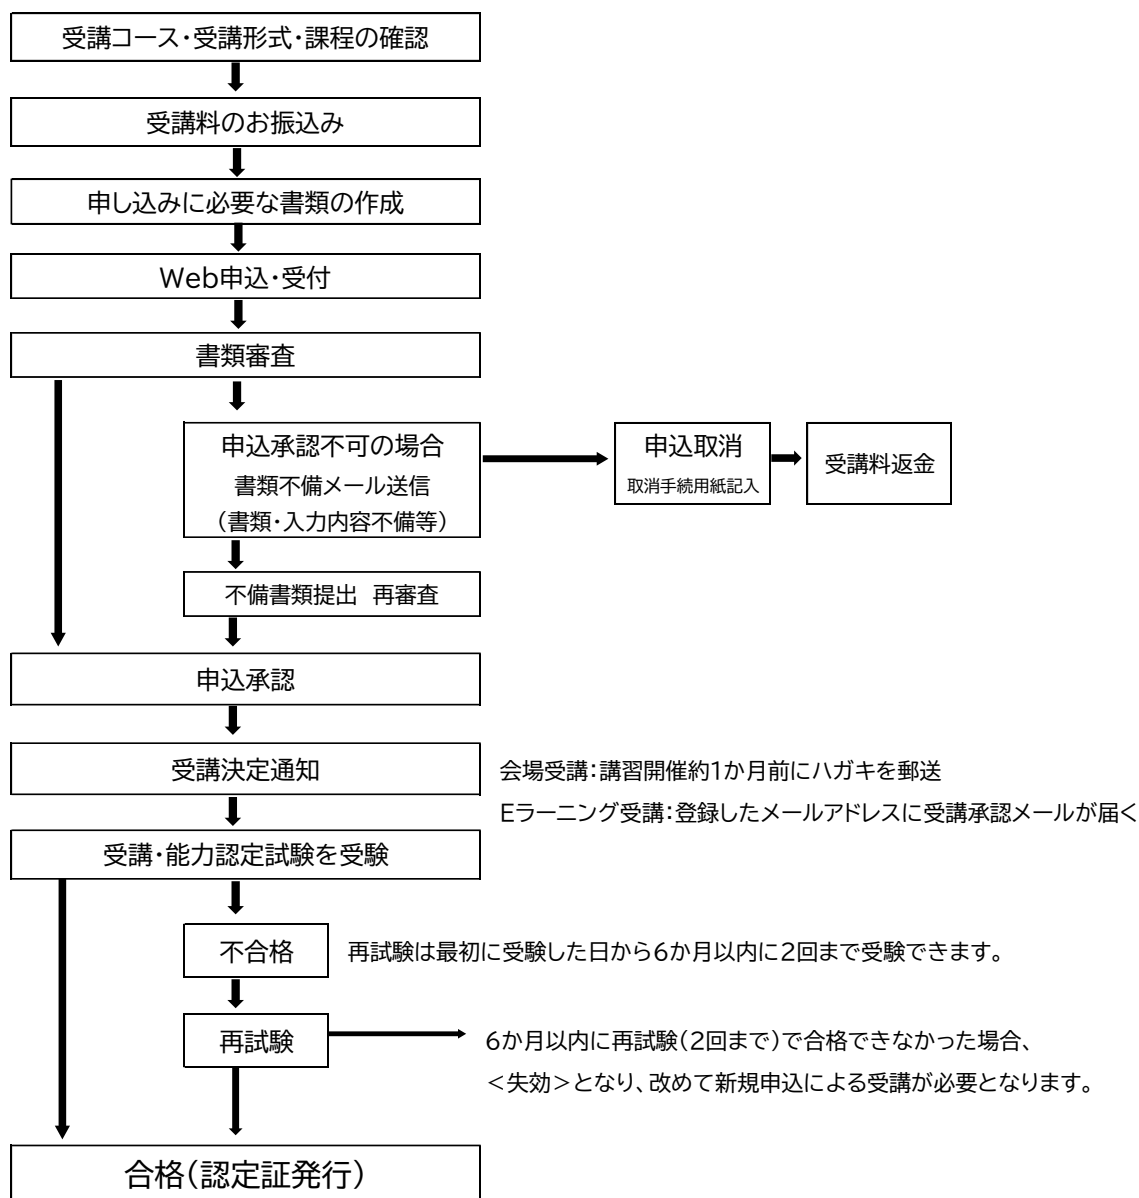 受講コース・受講形式・課程の確認
受講料のお振込み
申し込みに必要な書類の作成
Web申込・受付
書類審査
申込承認不可の場合
書類不備メール送信
（書類・入力内容不備等）
申込取消
取消手続用紙記入
受講料返金
不備書類提出　再審査
申込承認
受講決定通知
会場受講：講習開催約1か月前にハガキを郵送
Eラーニング受講：登録したメールアドレスに受講承認メールが届く
受講・能力認定試験を受験
不合格
再試験は最初に受験した日から6か月以内に2回まで受験できます。
再試験
6か月以内に再試験（2回まで）で合格できなかった場合、
＜失効＞となり、改めて新規申込による受講が必要となります。
合格（認定証発行）